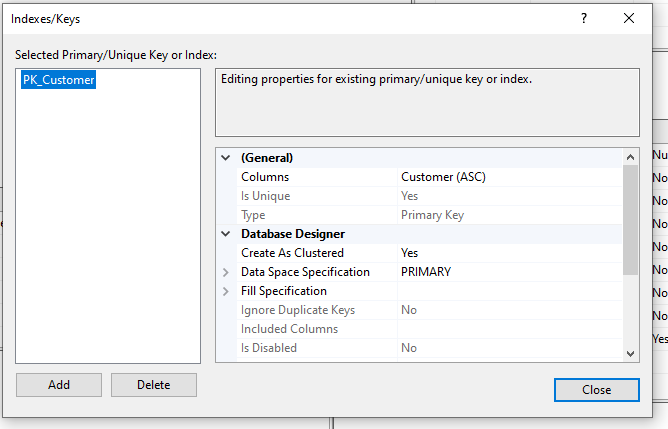 Indexes/Keys
?
Selected Primary/Unique Key or Index:
PK_Customer
Editing properties for existing primary/unique key or index.
(General)
Columns Customer (ASC)
Is Unique Yes
Type Primary Key
Database Designer
Create As Clustered Yes
Data Space Specification PRIMARY
Fill Specification
Ignore Duplicate Keys No
Included Columns
Is Disabled No
Add Delete
Close
Nu
No
No
No
No
No
No
No
Yes